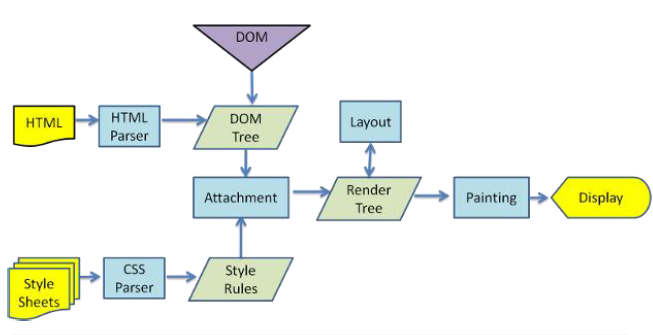 DOM
HTML
HTML
Parser
DOM
Tree
Layout
Attachment
Render
Tree
Painting
Display
Style
Sheets
CSS
Parser
Style
Rules